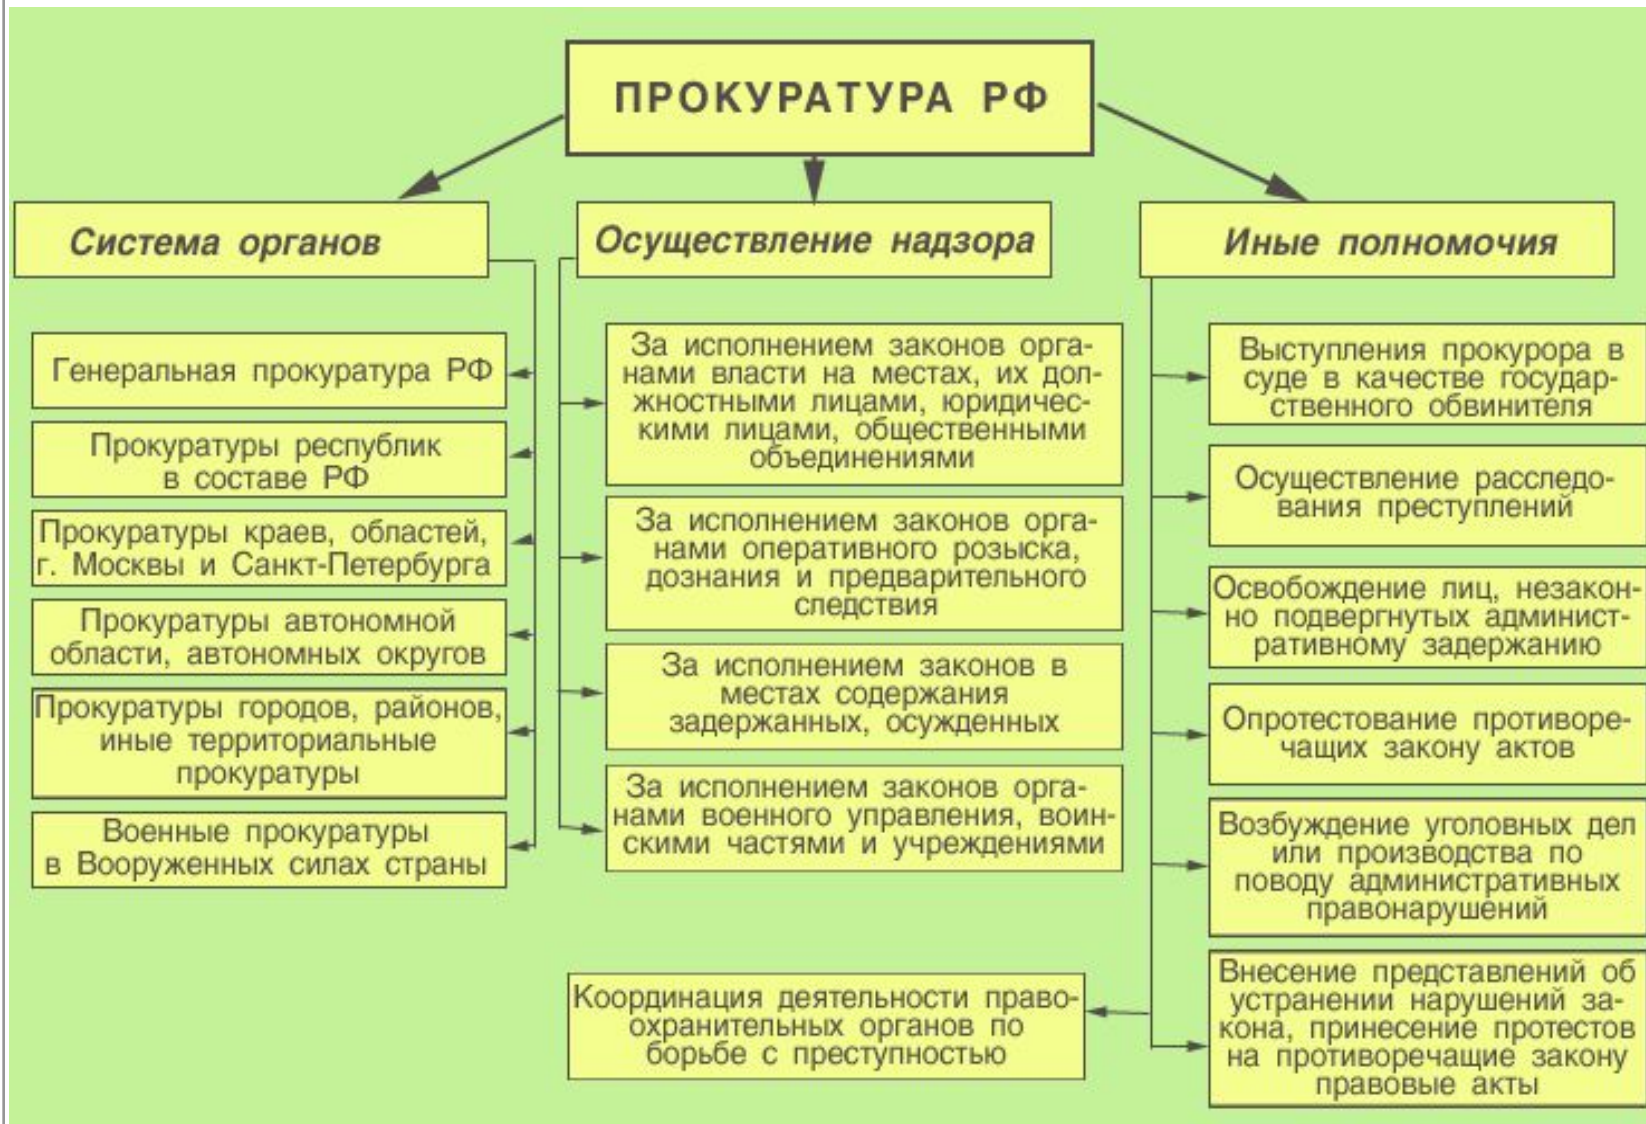 ПРОКУРАТУРА РФ
Система органов
Генеральная прокуратура РФ
Прокуратуры республик
в составе РФ
Прокуратуры краев, областей,
г. Москвы и Санкт-Петербурга
Прокуратуры автономной
области, автономных округов
Прокуратуры городов, районов,
иные территориальные
прокуратуры
Военные прокуратуры
в Вооруженных силах страны
Осуществление надзора
За исполнением законов орга-
нами власти на местах, их дол-
жностными лицами, юридичес-
кими лицами, общественными
объединениями
За исполнением законов орга-
нами оперативного розыска,
дознания и предварительного
следствия
За исполнением законов в
местах содержания
задержанных, осужденных
За исполнением законов орга-
нами военного управления, воин-
скими частями и учреждениями
Иные полномочия
Выступления прокурора в
суде в качестве государ-
ственного обвинителя
Осуществление расследо-
вания преступлений
Освобождение лиц, незакон-
но подвергнутых админист-
ративному задержанию
Опротестование противоре-
чащих закону актов
Возбуждение уголовных дел
или производства по
поводу административных
правонарушений
Внесение представлений об
устранении нарушений за-
кона, принесение протестов
на противоречащие закону
правовые акты
Координация деятельности право-
охранительных органов по
борьбе с преступностью